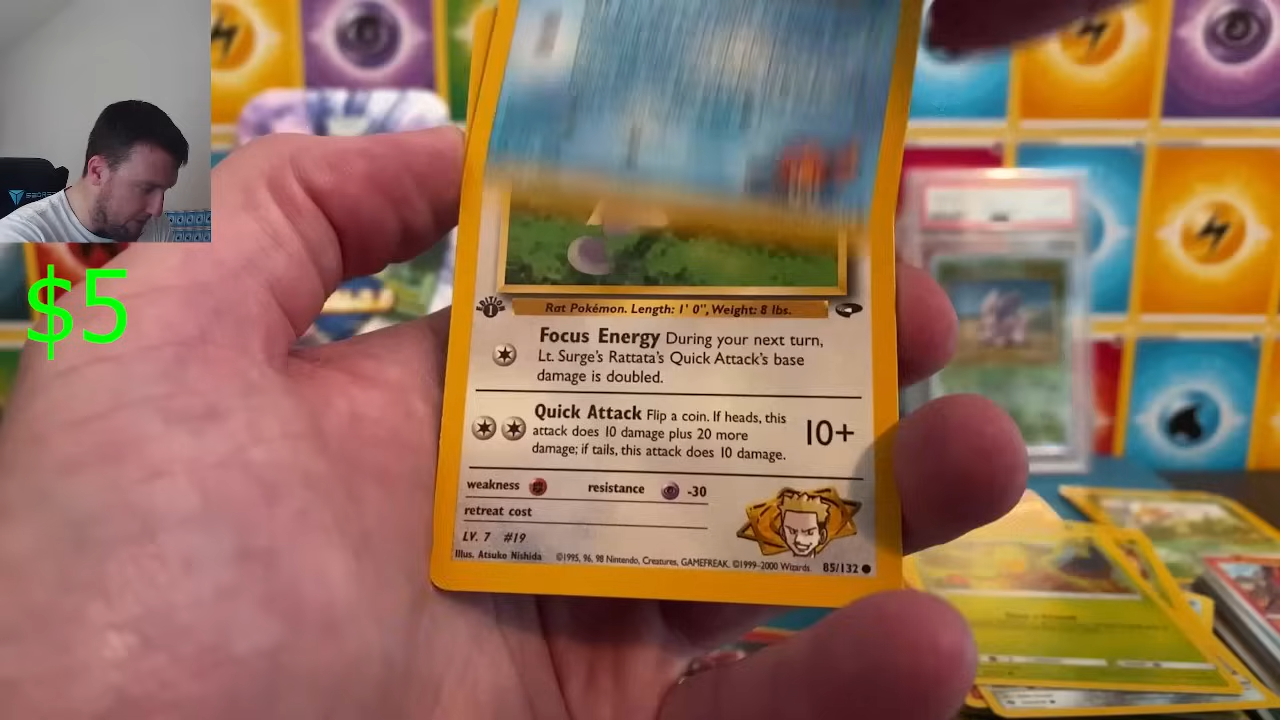 $5
EDITION
1
Rat Pokémon. Length: 1' 0", Weight: 8 lbs.
Focus Energy During your next turn,
Lt. Surge's Rattata's Quick Attack's base
damage is doubled.
Quick Attack Flip a coin. If heads, this
attack does 10 damage plus 20 more
damage; if tails, this attack does 10 damage.
10+
weakness resistance -30
retreat cost
LV. 7 #19
Illus. Atsuko Nishida ©1995, 96, 98 Nintendo, Creatures, GAMEFREAK. ©1999-2000 Wizards. 85/132